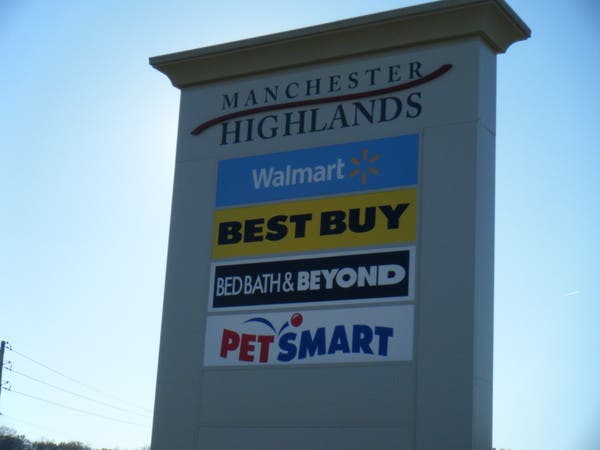 MANCHESTER
HIGHLANDS
Walmart
BEST BUY
BED BATH & BEYOND
PETSMART